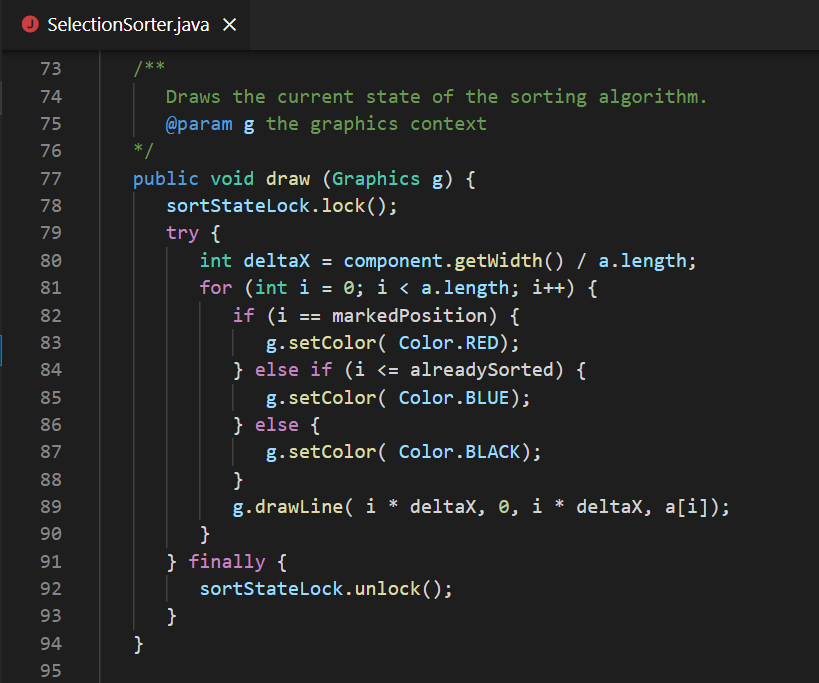 SelectionSorter.java
73 /**
74 Draws the current state of the sorting algorithm.
75 @param g the graphics context
76 */
77 public void draw (Graphics g) {
78 sortStateLock.lock();
79 try {
80 int deltaX = component.getWidth() / a.length;
81 for (int i = 0; i < a.length; i++) {
82 if (i == markedPosition) {
83 g.setColor( Color.RED);
84 } else if (i <= alreadySorted) {
85 g.setColor( Color.BLUE);
86 } else {
87 g.setColor( Color.BLACK);
88 }
89 g.drawLine( i * deltaX, 0, i * deltaX, a[i]);
90 }
91 } finally {
92 sortStateLock.unlock();
93 }
94 }
95